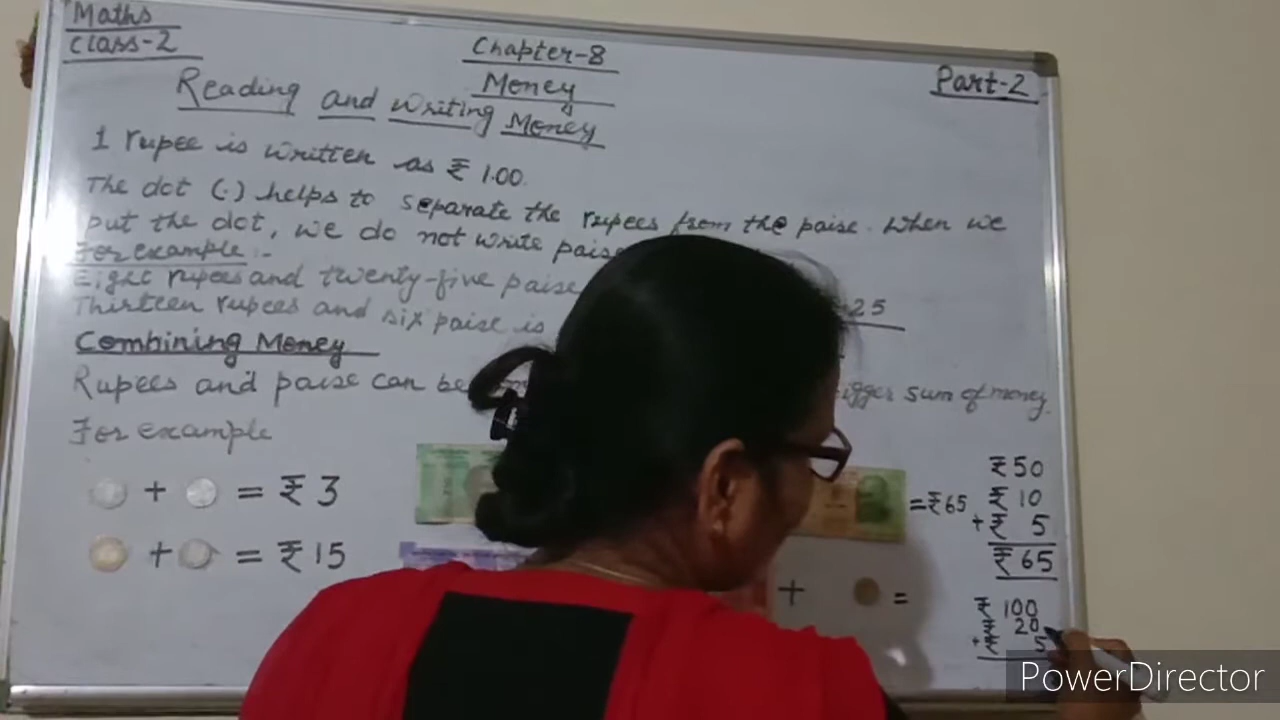 Maths
Class-2
Chapter-8
Money
Part-2
Reading and Writing Money
1 rupee is written as ₹ 1.00.
The dot (.) helps to separate the rupees from the paise. When we
put the dot, we do not write paise
For example :-
Eight rupees and twenty-five paise
.25
Thirteen rupees and six paise is
Combining Money
Rupees and paise can be bigger sum of money.
For example
+ = ₹ 3
+ = ₹ 15
= ₹ 65
₹ 50
₹ 10
+ ₹ 5
₹ 65
+ =
₹ 100
₹ 20
+ ₹ 5
PowerDirector